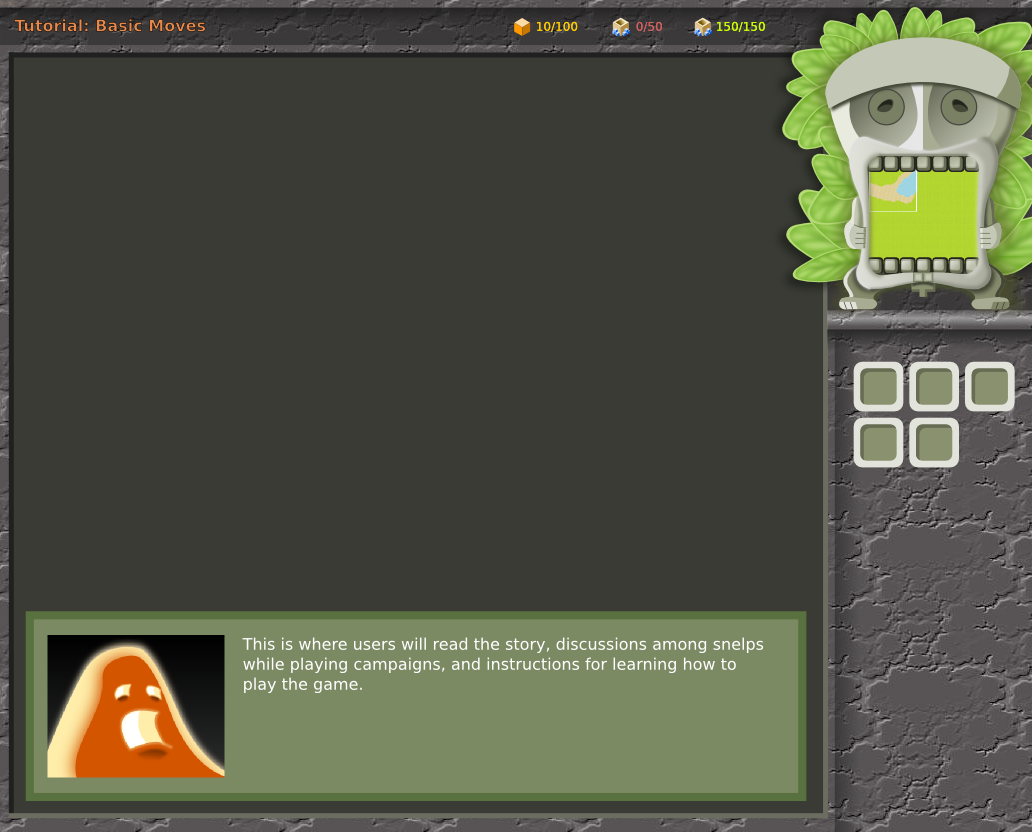 Tutorial: Basic Moves
10/100
0/50
150/150
This is where users will read the story, discussions among snelps
while playing campaigns, and instructions for learning how to
play the game.